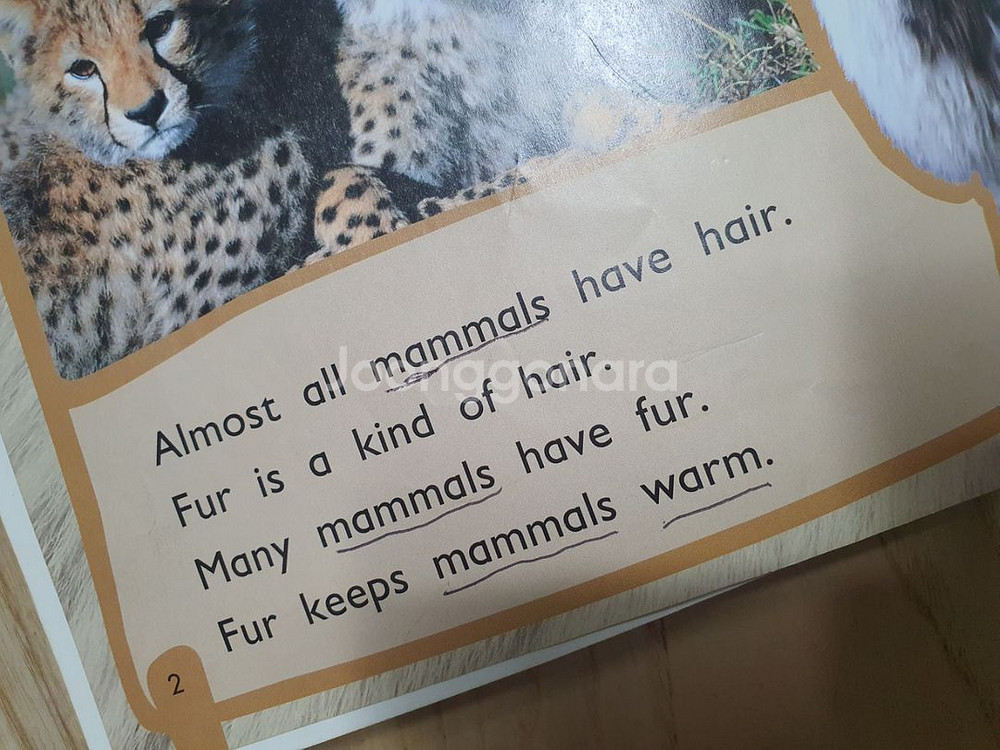 Almost all mammals have hair.
Fur is a kind of hair.
Many mammals have fur.
Fur keeps mammals warm.
2
Joonggonara